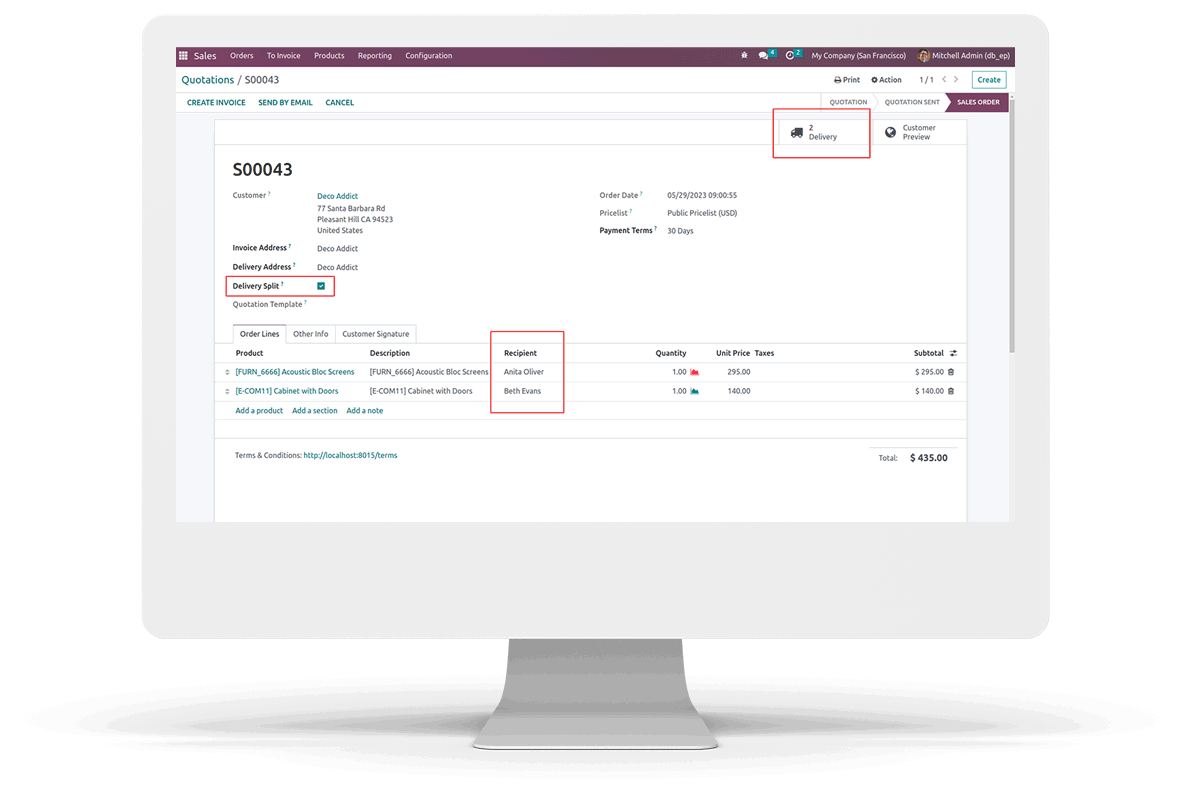 Sales Orders To Invoice Products Reporting Configuration 4 2 My Company (San Francisco) Mitchell Admin (db_ep)
Quotations / S00043 Print Action 1 / 1 Create
CREATE INVOICE SEND BY EMAIL CANCEL QUOTATION QUOTATION SENT SALES ORDER
2
Delivery
Customer
Preview
S00043
Customer ? Deco Addict
77 Santa Barbara Rd
Pleasant Hill CA 94523
United States
Order Date ? 05/29/2023 09:00:55
Pricelist ? Public Pricelist (USD)
Payment Terms ? 30 Days
Invoice Address ? Deco Addict
Delivery Address ? Deco Addict
Delivery Split ?
Quotation Template ?
Order Lines Other Info Customer Signature
Product Description Recipient Quantity Unit Price Taxes Subtotal
[FURN_6666] Acoustic Bloc Screens [FURN_6666] Acoustic Bloc Screens Anita Oliver 1.00 295.00 $ 295.00
[E-COM11] Cabinet with Doors [E-COM11] Cabinet with Doors Beth Evans 1.00 140.00 $ 140.00
Add a product Add a section Add a note
Terms & Conditions: http://localhost:8015/terms Total: $ 435.00